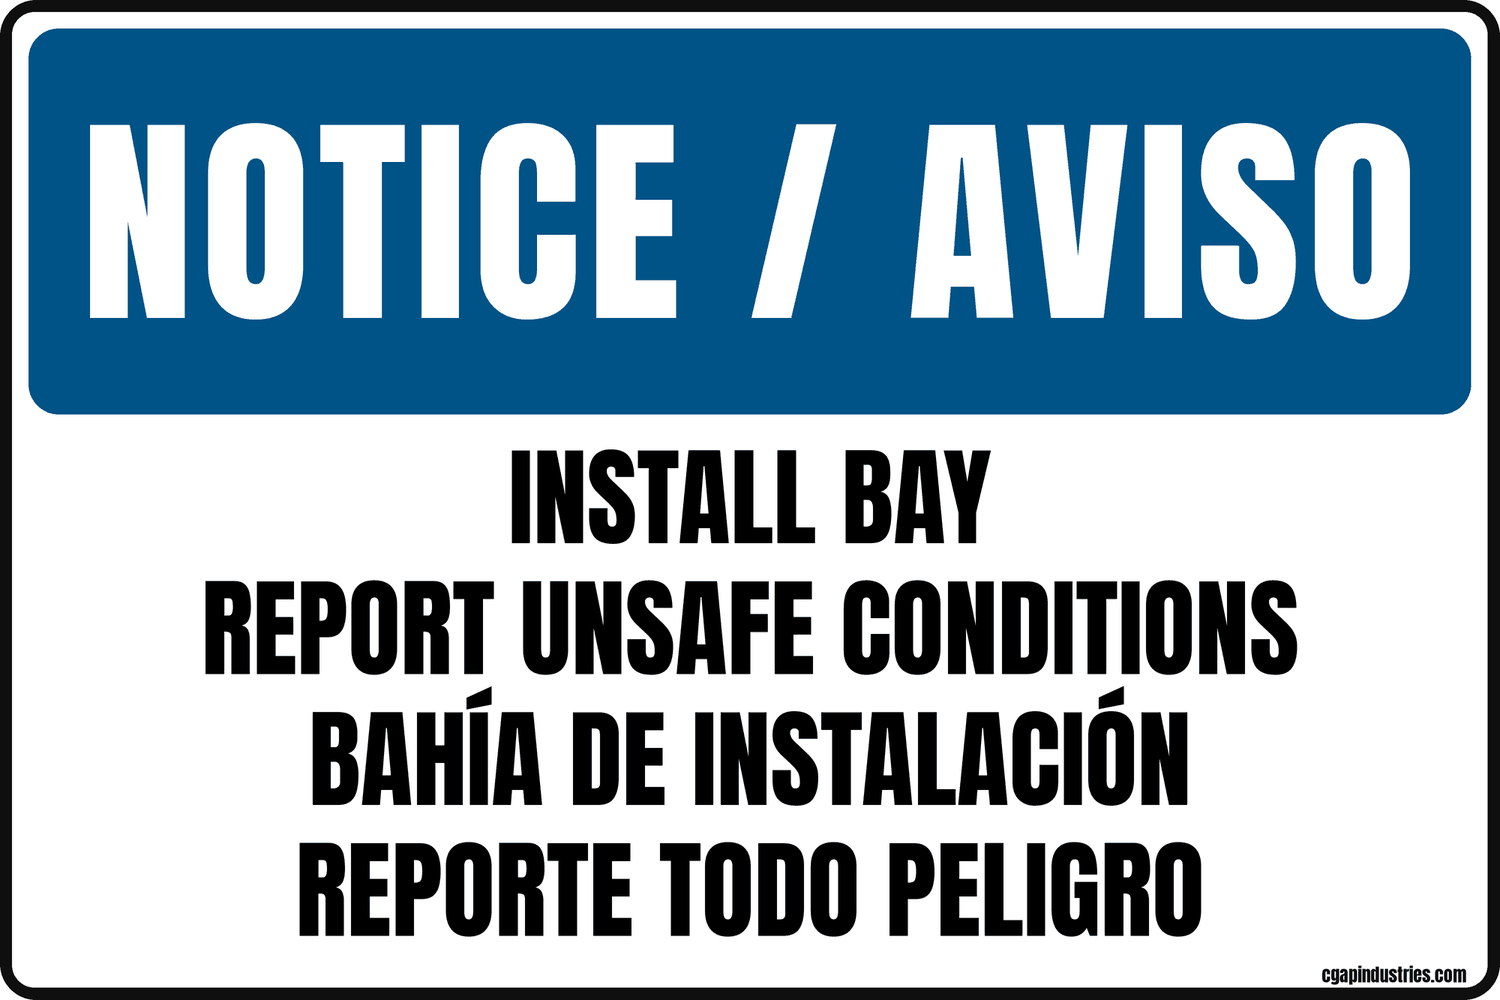 NOTICE / AVISO
INSTALL BAY
REPORT UNSAFE CONDITIONS
BAHÍA DE INSTALACIÓN
REPORTE TODO PELIGRO
cgapindustries.com